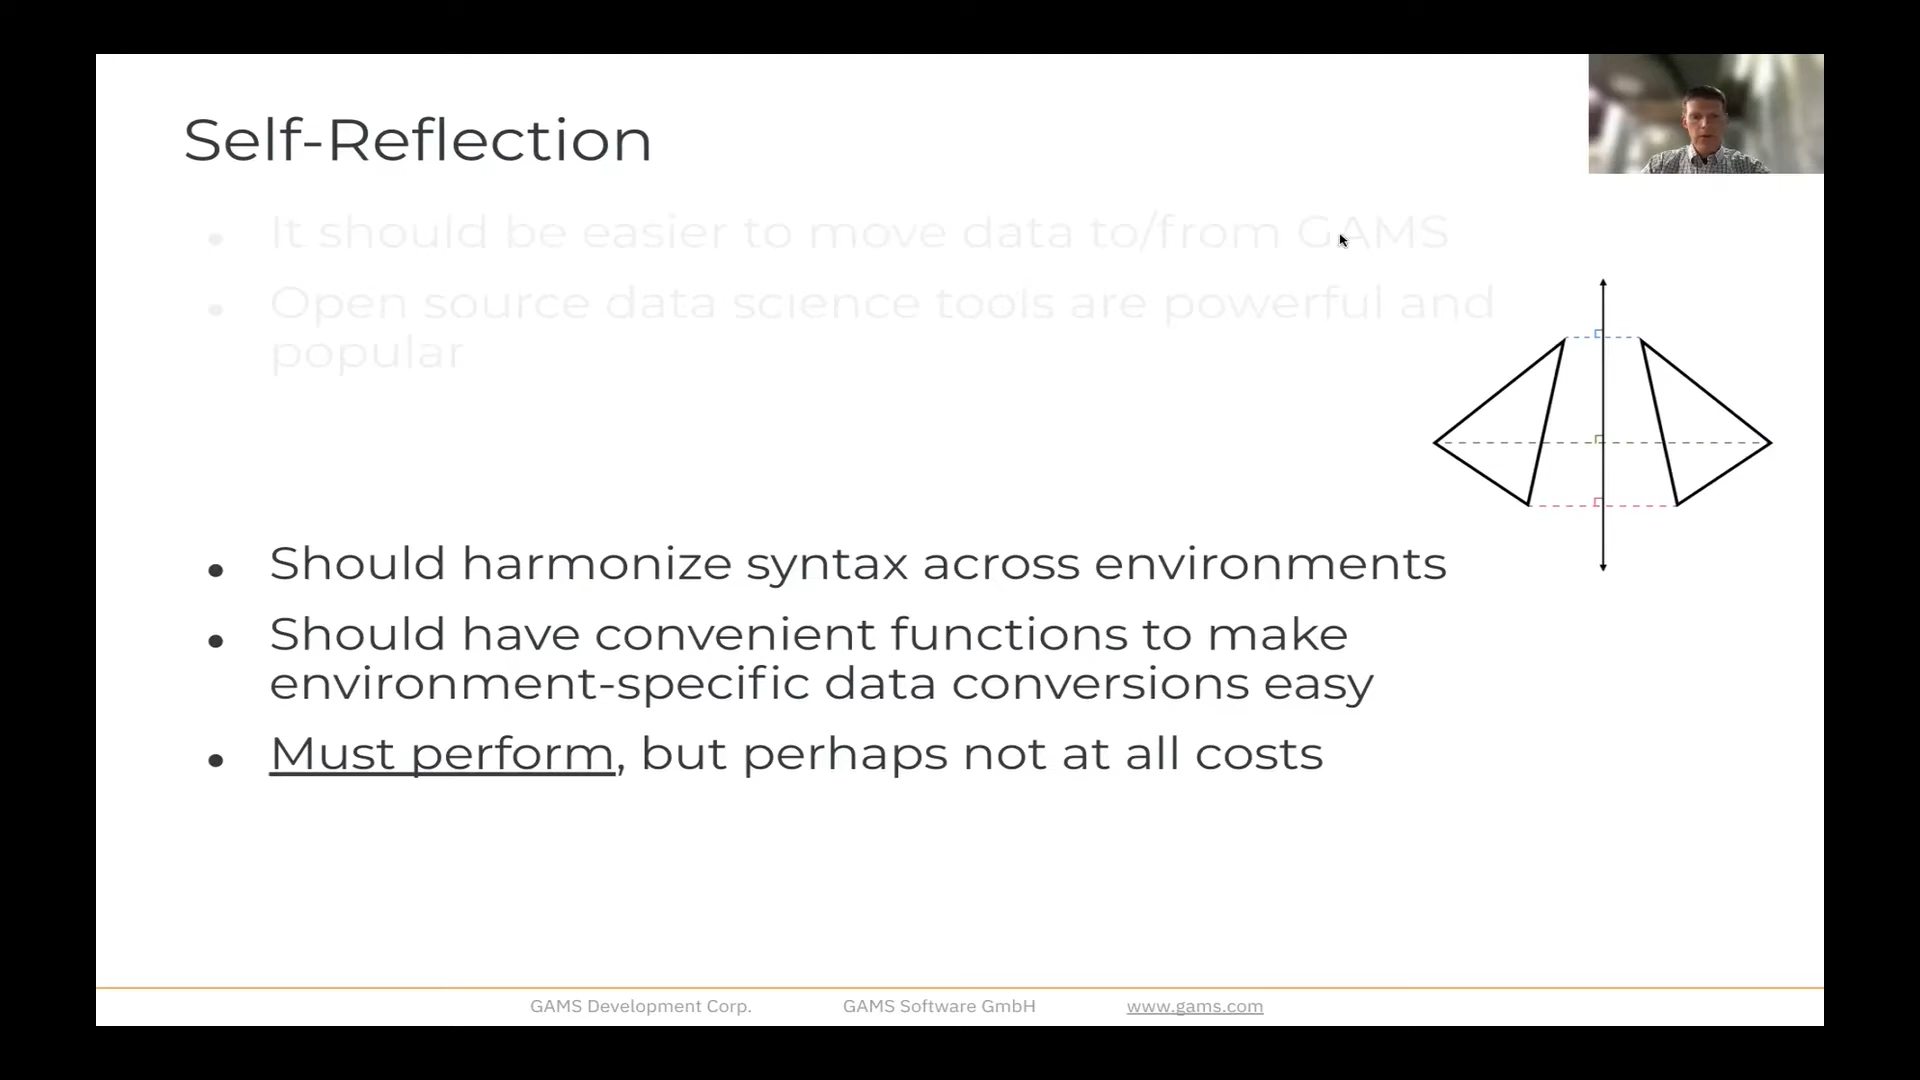 Self-Reflection
• It should be easier to move data to/from GAMS
• Open source data science tools are powerful and
popular
• Should harmonize syntax across environments
• Should have convenient functions to make
environment-specific data conversions easy
• Must perform, but perhaps not at all costs
GAMS Development Corp. GAMS Software GmbH www.gams.com